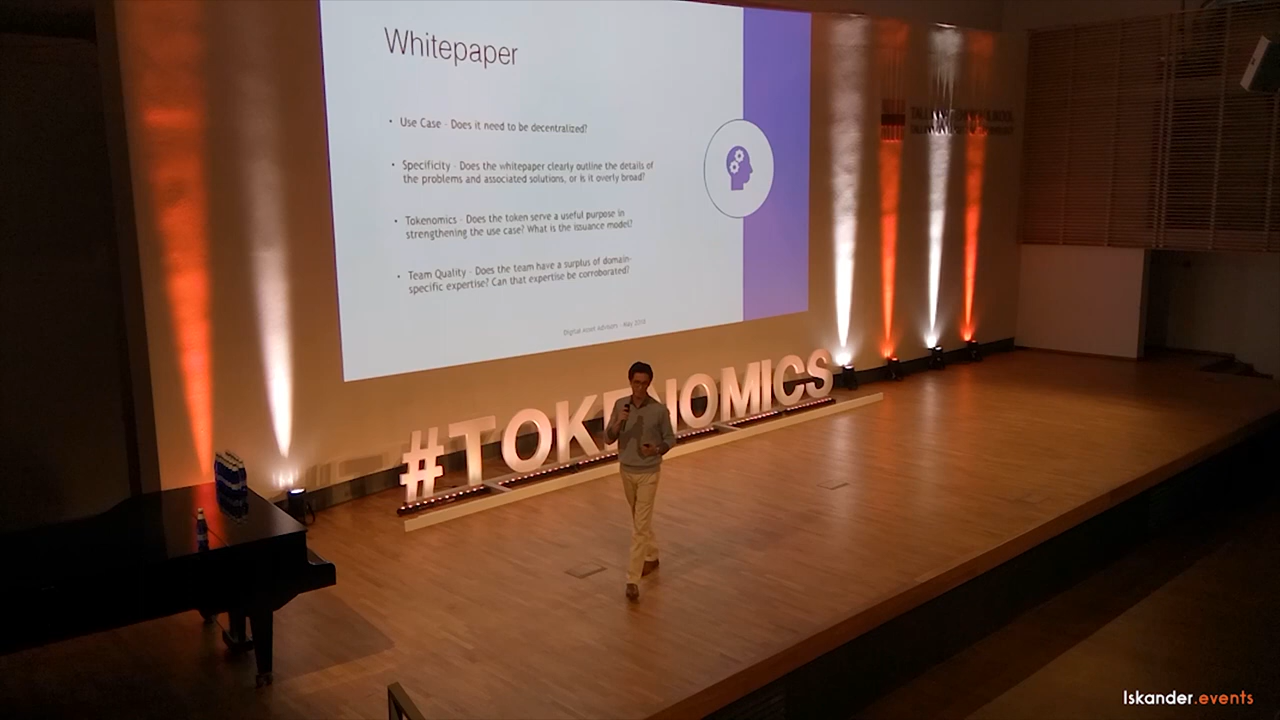 Whitepaper
• Use Case - Does it need to be decentralized?
• Specificity - Does the whitepaper clearly outline the details of
the problems and associated solutions, or is it overly broad?
• Tokenomics - Does the token serve a useful purpose in
strengthening the use case? What is the issuance model?
• Team Quality - Does the team have a surplus of domain-
specific expertise? Can that expertise be corroborated?
Digital Asset Advisors - May 2018
#TOKENOMICS
Iskander.events